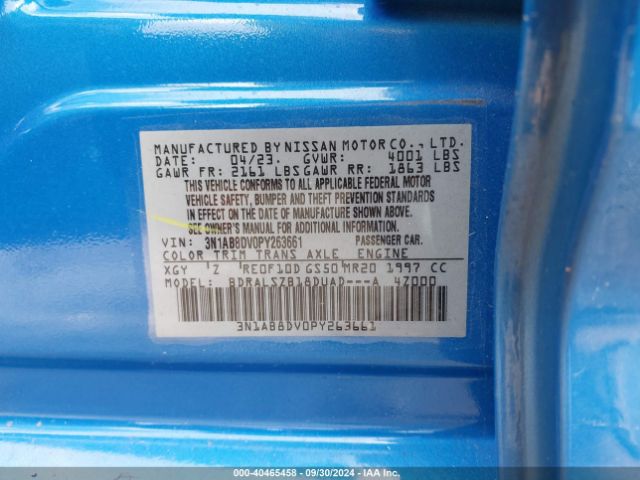 MANUFACTURED BY NISSAN MOTOR CO., LTD.
DATE: 04/23. GVWR: 4001 LBS
GAWR FR: 2161 LBS GAWR RR: 1863 LBS
THIS VEHICLE CONFORMS TO ALL APPLICABLE FEDERAL MOTOR
VEHICLE SAFETY, BUMPER AND THEFT PREVENTION STANDARDS
IN EFFECT ON THE DATE OF MANUFACTURE SHOWN ABOVE.
SEE OWNER'S MANUAL FOR ADDITIONAL INFORMATION.
VIN: 3N1AB8DV0PY263661 PASSENGER CAR.
COLOR TRIM TRANS AXLE ENGINE
XGY Z RE0F10D GS50 MR20 1997 CC
MODEL: BDRALSZB18DUAD---A 4Z000
3N1AB8DV0PY263661
000-40465458 - 09/30/2024 - IAA Inc.